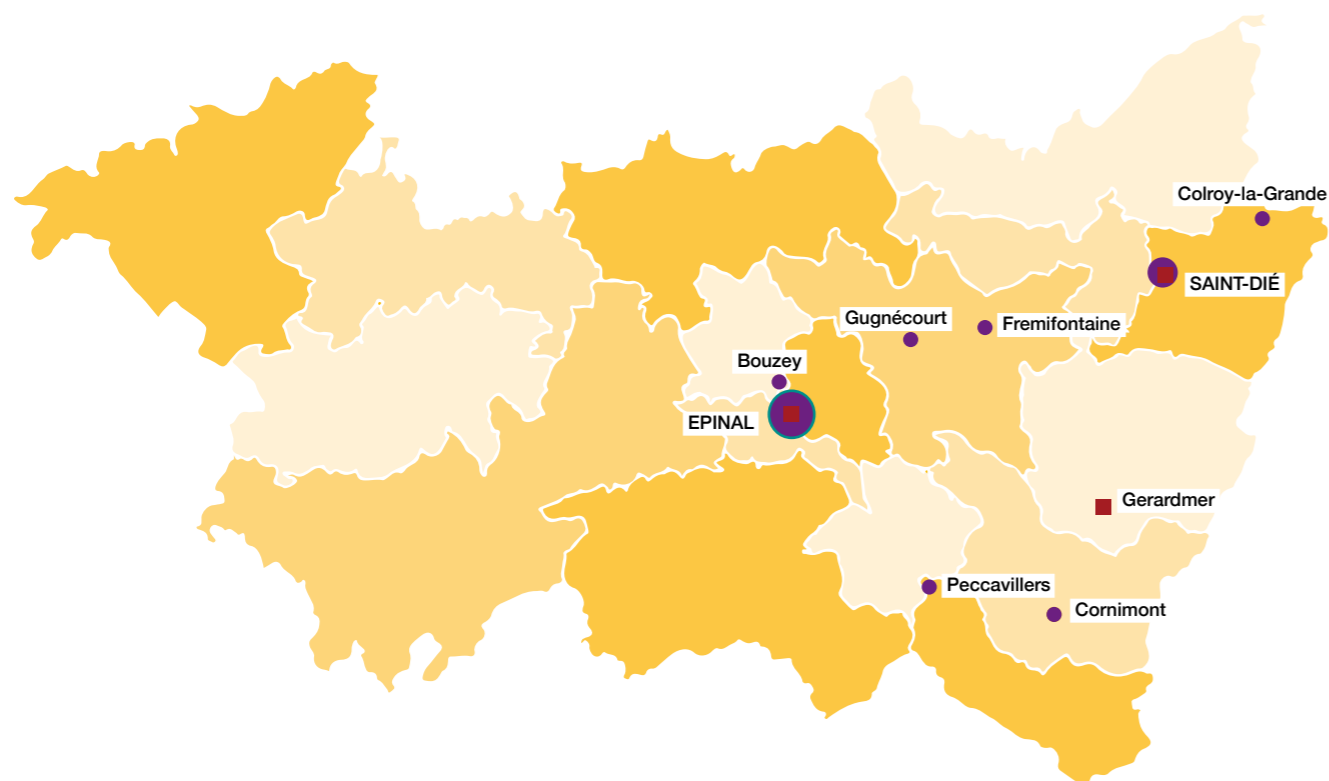 Colroy-la-Grande
SAINT-DIÉ
Gugnécourt
Fremifontaine
Bouzey
EPINAL
Gerardmer
Peccavillers
Cornimont